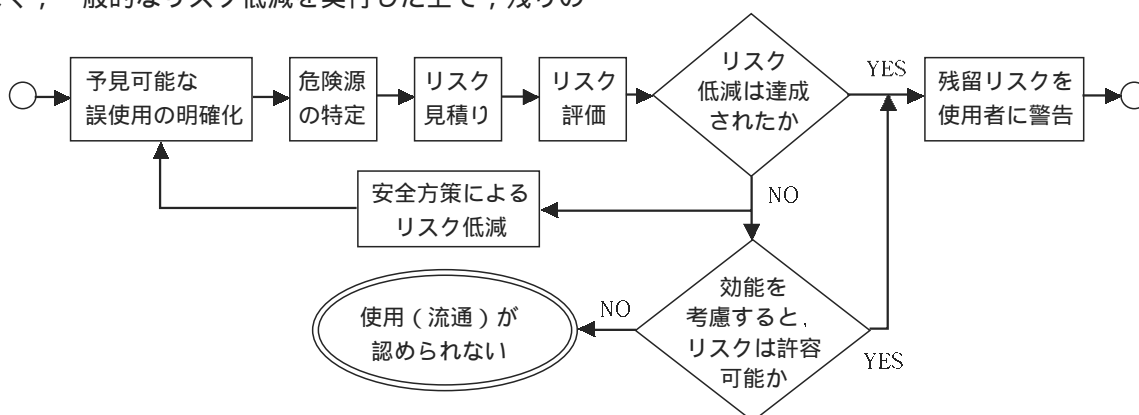 一般的なリスク低減を実行した上で，残りの
予見可能な
誤使用の明確化
危険源
の特定
リスク
見積り
リスク
評価
リスク
低減は達成
されたか
YES
残留リスクを
使用者に警告
NO
安全方策による
リスク低減
効能を
考慮すると，
リスクは許容
可能か
YES
NO
使用（流通）が
認められない